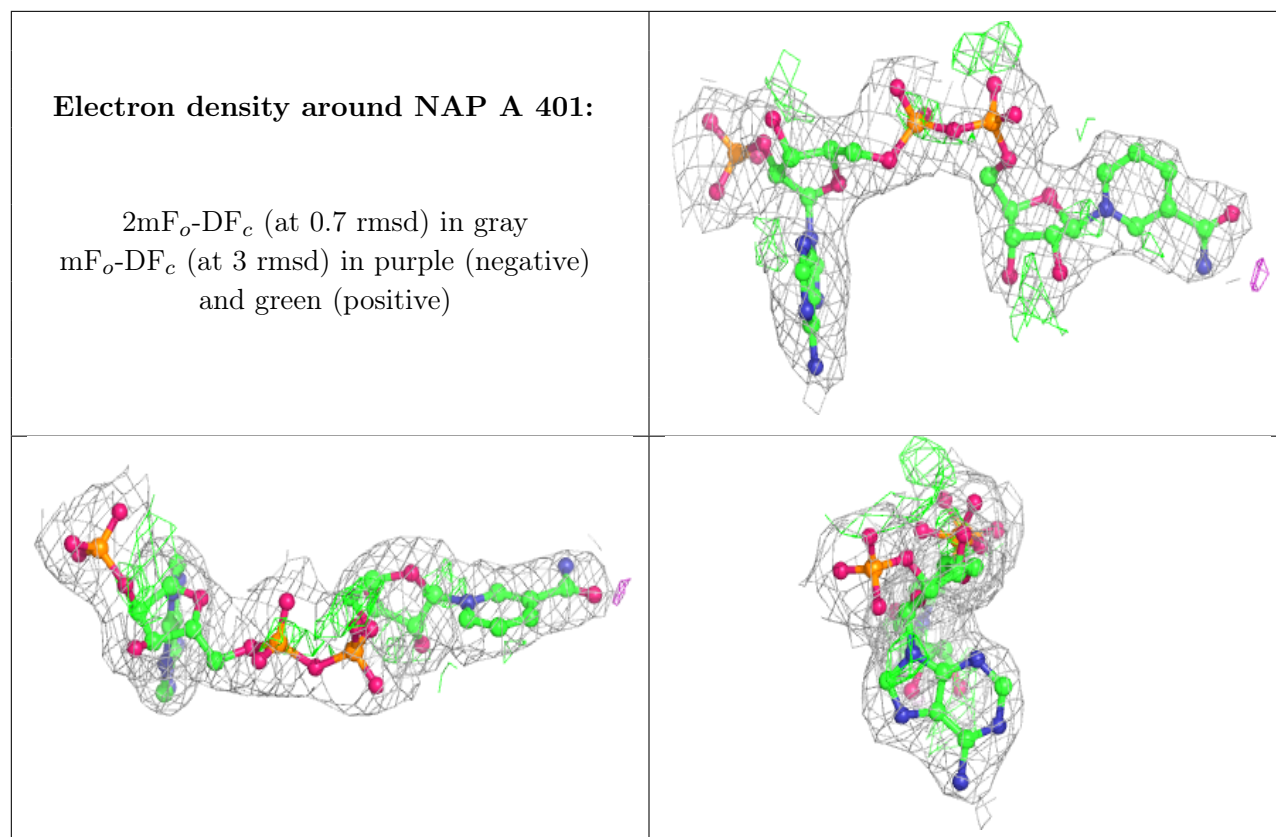 Electron density around NAP A 401:
2mFo-DFc (at 0.7 rmsd) in gray
mFo-DFc (at 3 rmsd) in purple (negative)
and green (positive)